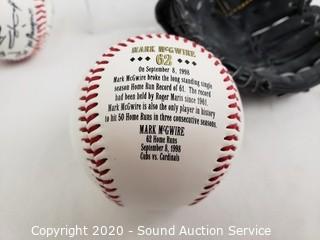 MARK McGWIRE
62
On September 8, 1998
Mark McGwire broke the long standing single
season Home Run Record of 61. The record
had been held by Roger Maris since 1961.
Mark McGwire is also the only player in history
to hit 50 Home Runs in three consecutive seasons.
MARK McGWIRE
62 Home Runs
September 8, 1998
Cubs vs. Cardinals
Copyright 2020 - Sound Auction Service